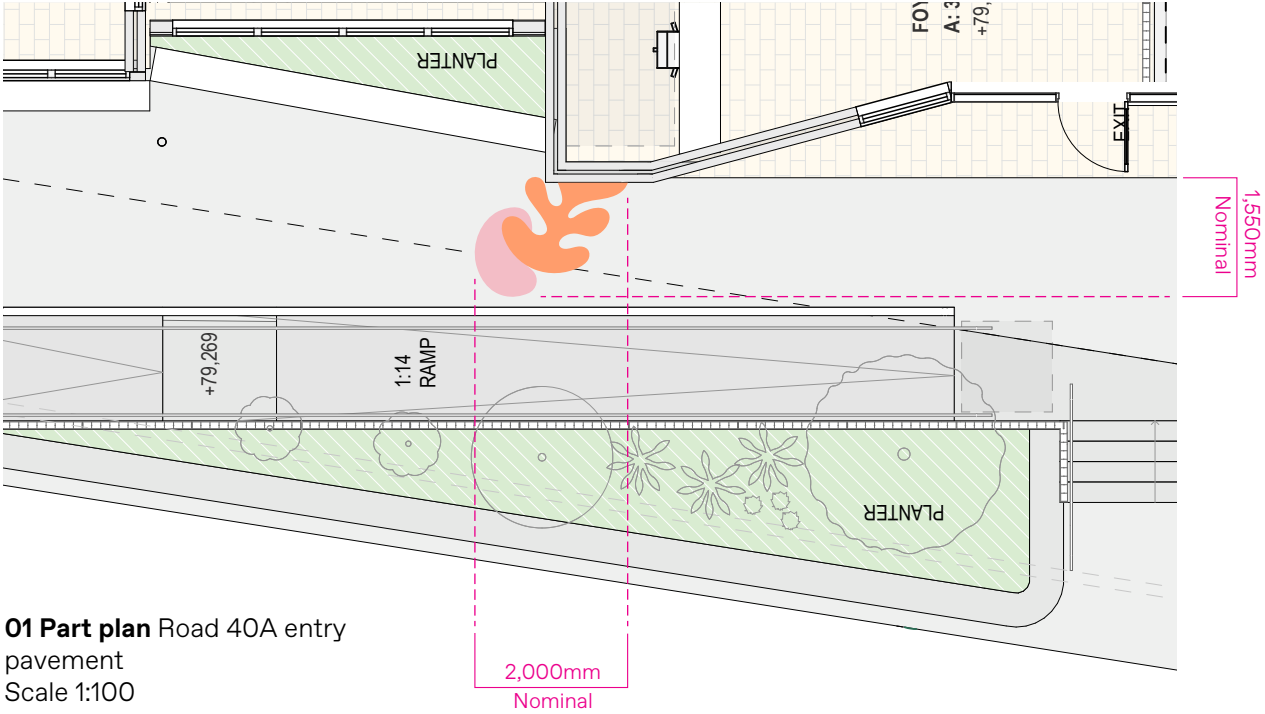 PLANTER
FOY
A: 3
+79,
EXIT
1,550mm
Nominal
+79,269
1:14
RAMP
PLANTER
01 Part plan Road 40A entry
pavement
Scale 1:100
2,000mm
Nominal